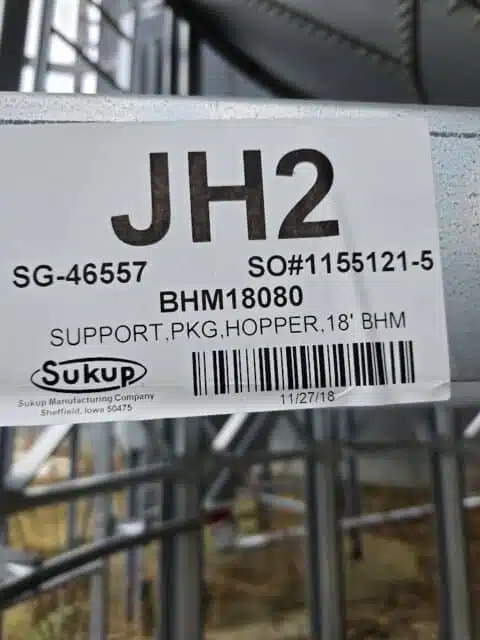 JH2
SG-46557 SO#1155121-5
BHM18080
SUPPORT,PKG,HOPPER,18' BHM
Sukup
Sukup Manufacturing Company
Sheffield, Iowa 50475
11/27/18